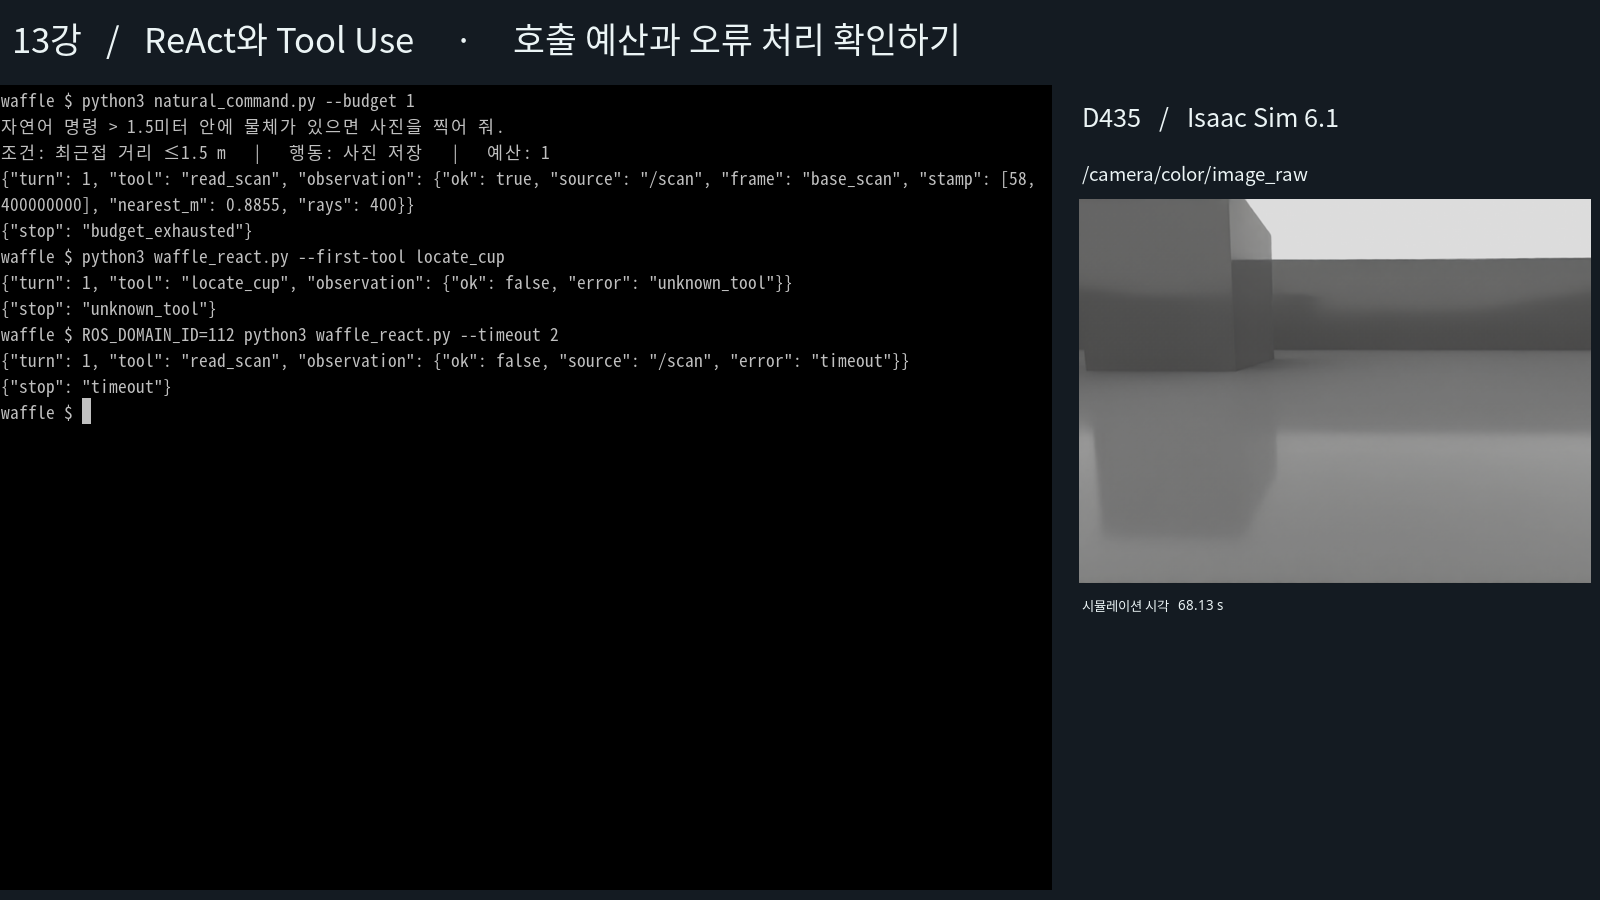 13강 / ReAct와 Tool Use · 호출 예산과 오류 처리 확인하기
waffle $ python3 natural_command.py --budget 1
자연어 명령 > 1.5미터 안에 물체가 있으면 사진을 찍어 줘.
조건: 최근접 거리 ≤1.5 m | 행동: 사진 저장 | 예산: 1
{"turn": 1, "tool": "read_scan", "observation": {"ok": true, "source": "/scan", "frame": "base_scan", "stamp": [58,
400000000], "nearest_m": 0.8855, "rays": 400}}
{"stop": "budget_exhausted"}
waffle $ python3 waffle_react.py --first-tool locate_cup
{"turn": 1, "tool": "locate_cup", "observation": {"ok": false, "error": "unknown_tool"}}
{"stop": "unknown_tool"}
waffle $ ROS_DOMAIN_ID=112 python3 waffle_react.py --timeout 2
{"turn": 1, "tool": "read_scan", "observation": {"ok": false, "source": "/scan", "error": "timeout"}}
{"stop": "timeout"}
waffle $
D435 / Isaac Sim 6.1
/camera/color/image_raw
시뮬레이션 시각 68.13 s